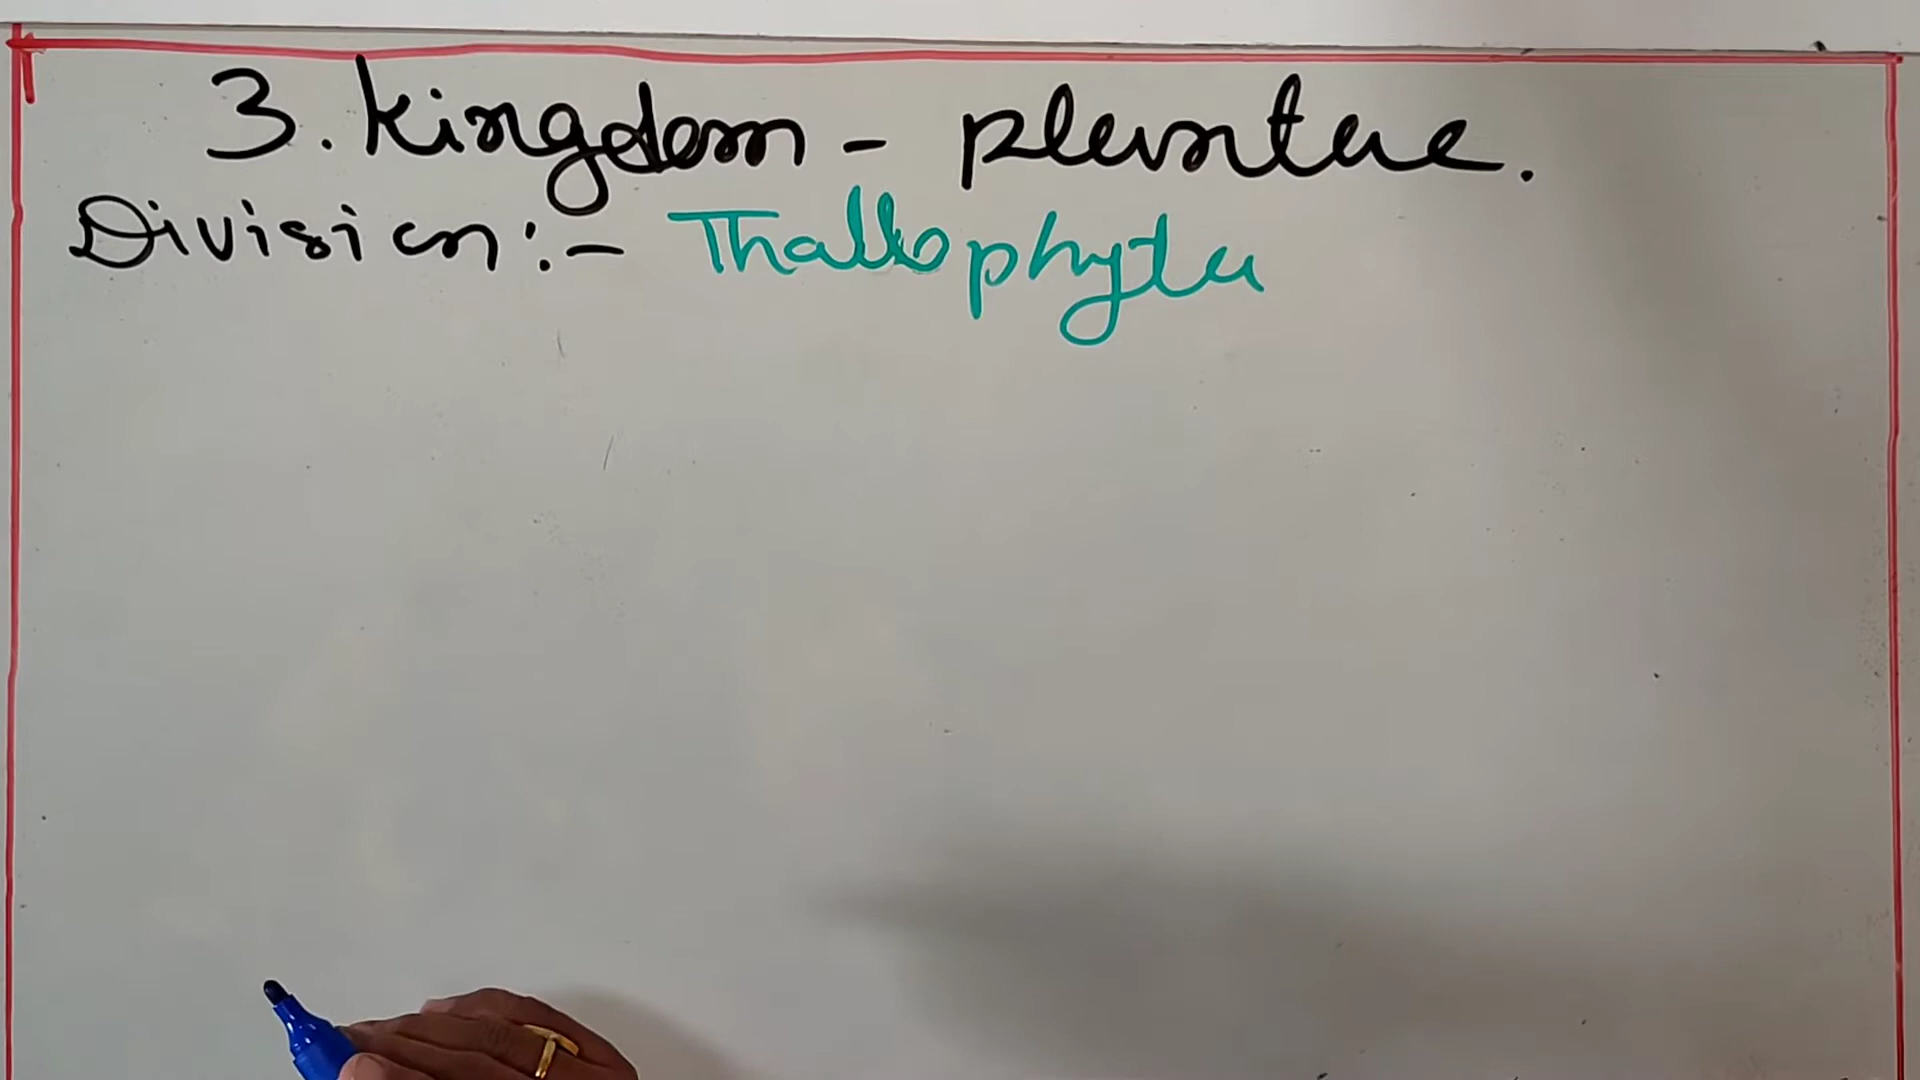 3. kingdom - plantae.
Division :- Thallophyta